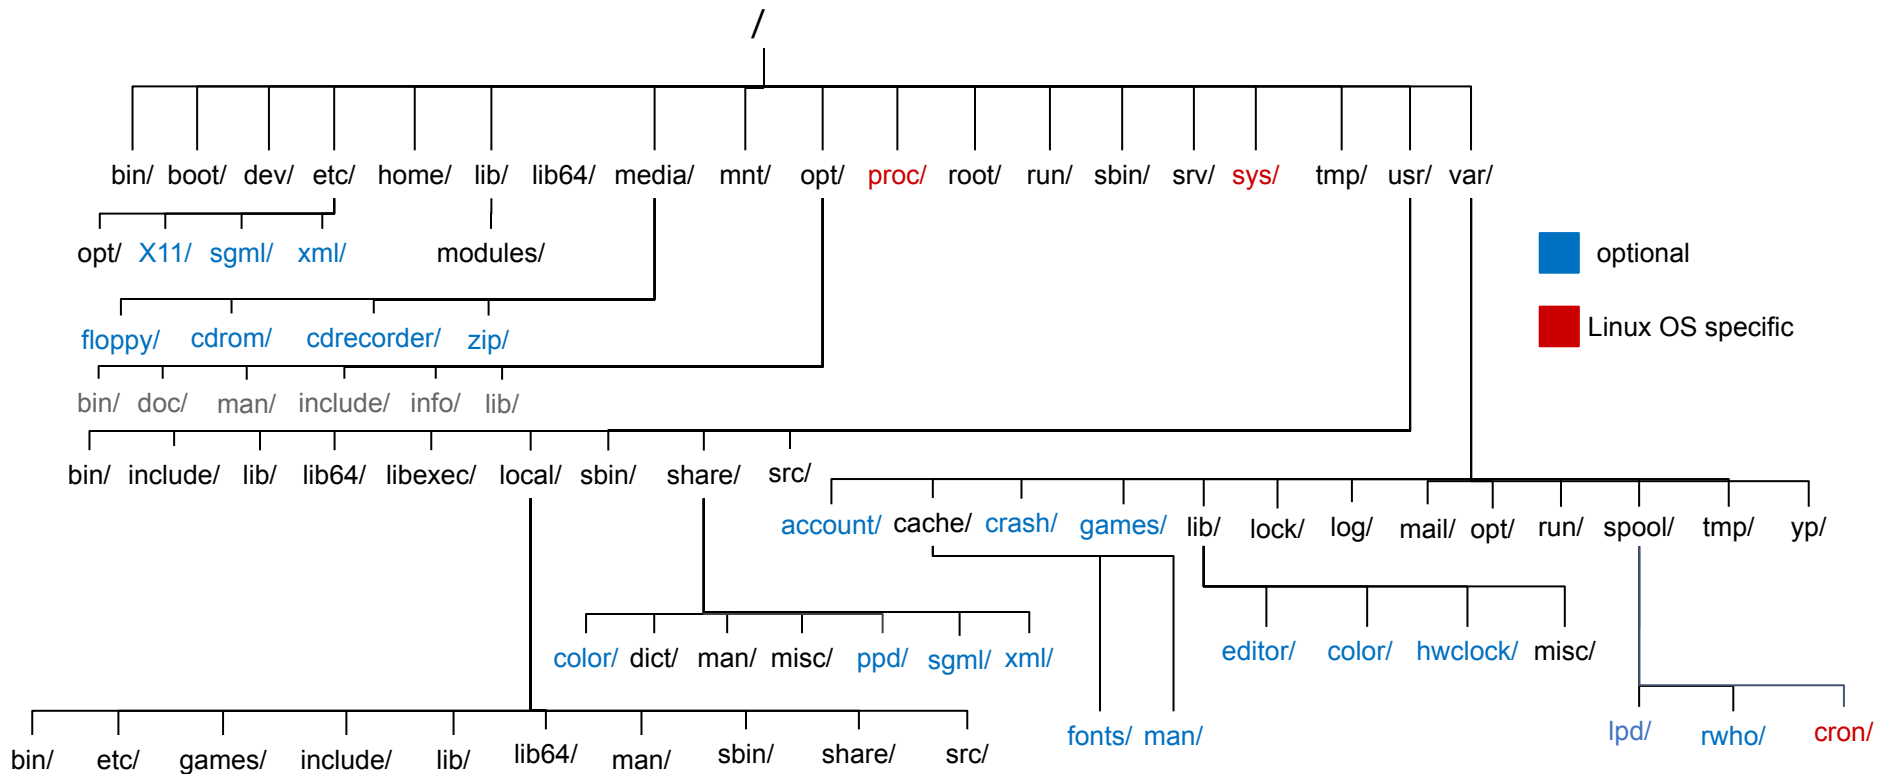 /
bin/ boot/ dev/ etc/ home/ lib/ lib64/ media/ mnt/ opt/ proc/ root/ run/ sbin/ srv/ sys/ tmp/ usr/ var/
opt/ X11/ sgml/ xml/ modules/
optional
Linux OS specific
floppy/ cdrom/ cdrecorder/ zip/
bin/ doc/ man/ include/ info/ lib/
bin/ include/ lib/ lib64/ libexec/ local/ sbin/ share/ src/
account/ cache/ crash/ games/ lib/ lock/ log/ mail/ opt/ run/ spool/ tmp/ yp/
color/ dict/ man/ misc/ ppd/ sgml/ xml/
editor/ color/ hwclock/ misc/
fonts/ man/
lpd/ rwho/ cron/
bin/ etc/ games/ include/ lib/ lib64/ man/ sbin/ share/ src/